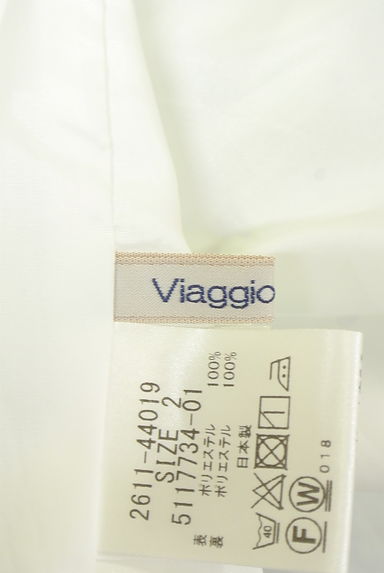 Viaggio
2611-44019
SIZE 2
5117734-01
表 ポリエステル 100%
裏 ポリエステル 100%
日本製
40
F W
018